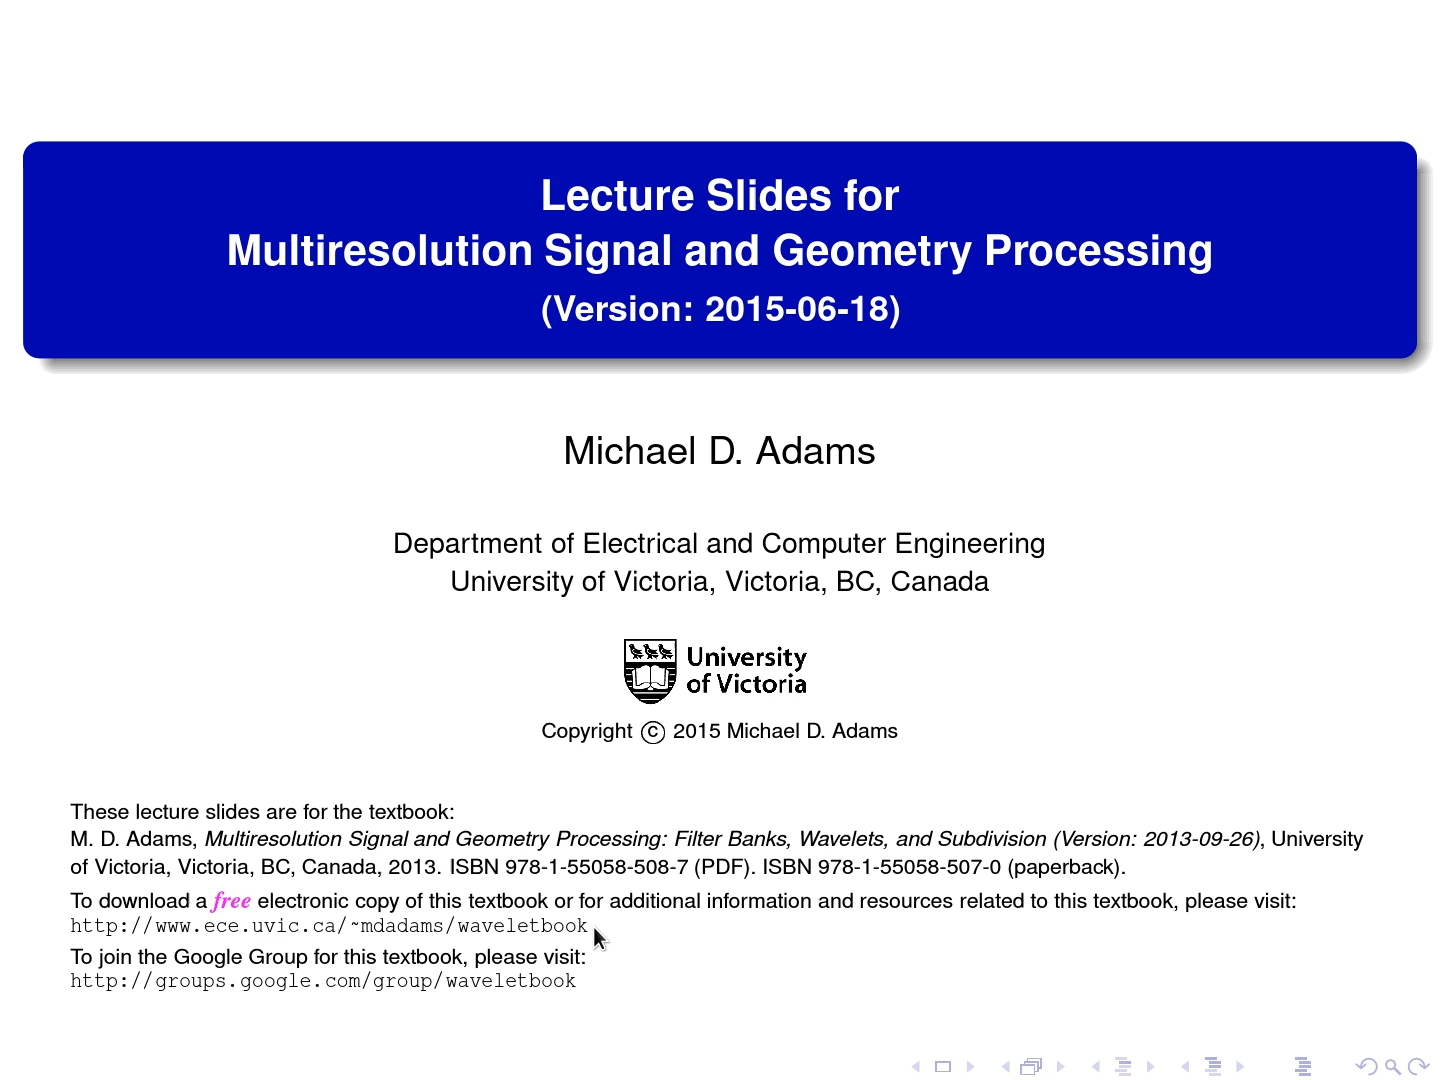 Lecture Slides for
Multiresolution Signal and Geometry Processing
(Version: 2015-06-18)
Michael D. Adams
Department of Electrical and Computer Engineering
University of Victoria, Victoria, BC, Canada
University
of Victoria
Copyright © 2015 Michael D. Adams
These lecture slides are for the textbook:
M. D. Adams, Multiresolution Signal and Geometry Processing: Filter Banks, Wavelets, and Subdivision (Version: 2013-09-26), University
of Victoria, Victoria, BC, Canada, 2013. ISBN 978-1-55058-508-7 (PDF). ISBN 978-1-55058-507-0 (paperback).
To download a free electronic copy of this textbook or for additional information and resources related to this textbook, please visit:
http://www.ece.uvic.ca/~mdadams/waveletbook
To join the Google Group for this textbook, please visit:
http://groups.google.com/group/waveletbook